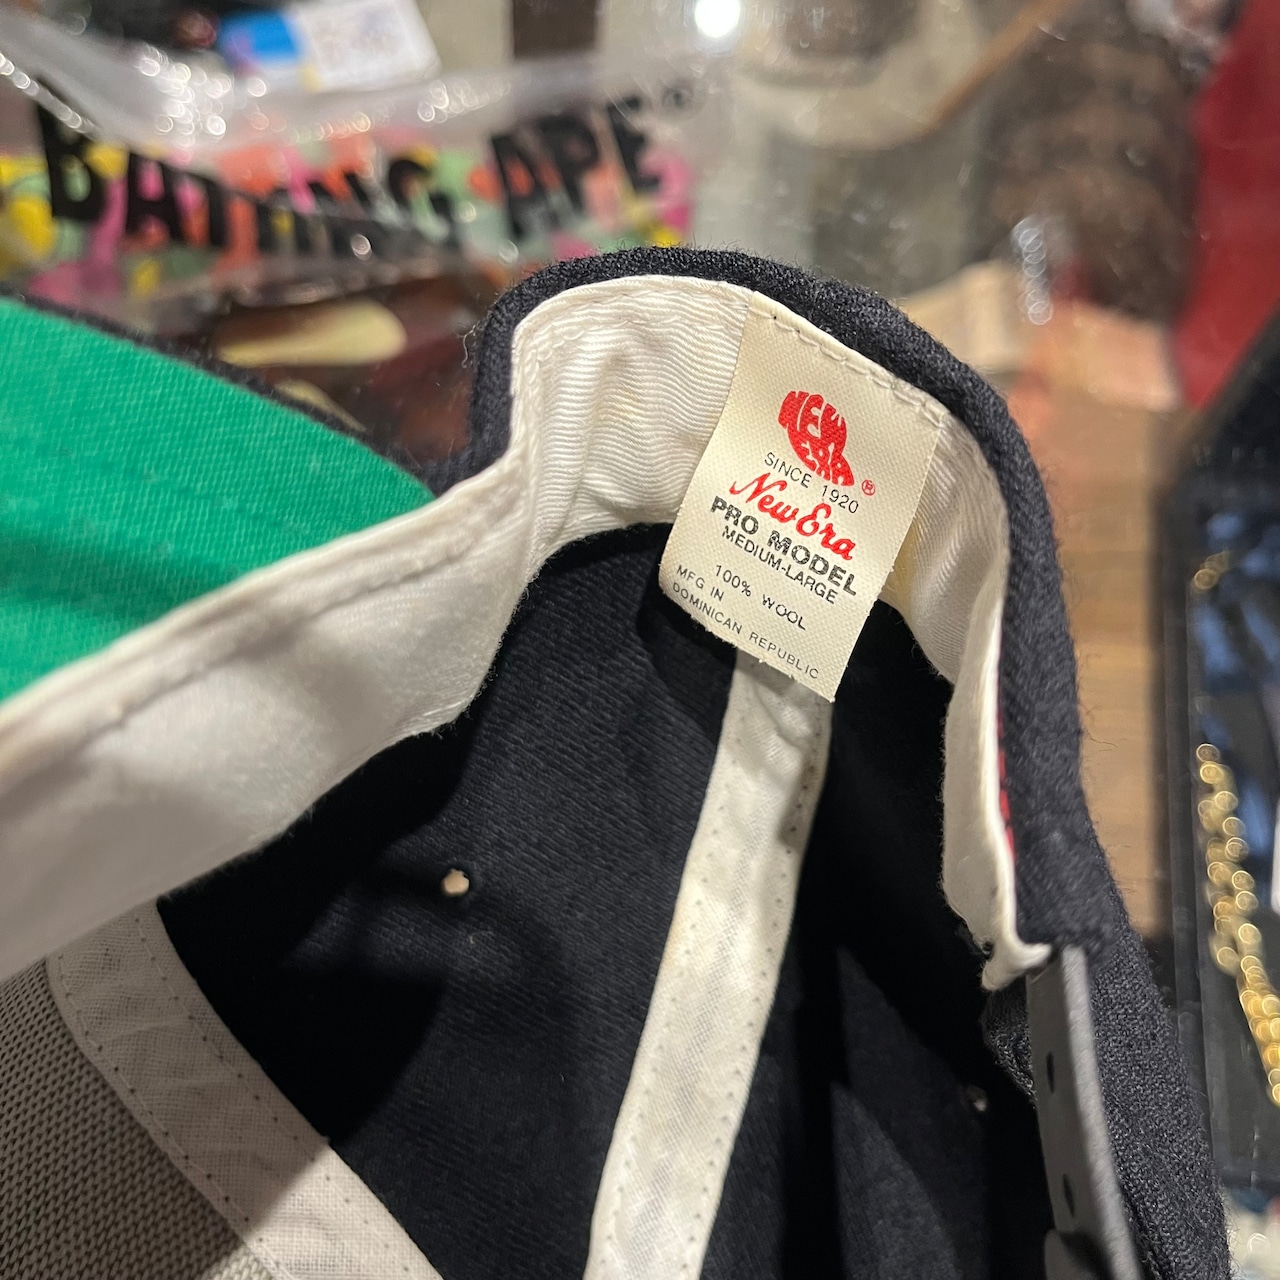 BATHING APE
NEW
ERA
®
SINCE 1920
New Era
PRO MODEL
MEDIUM-LARGE
100% WOOL
MFG IN
DOMINICAN REPUBLIC